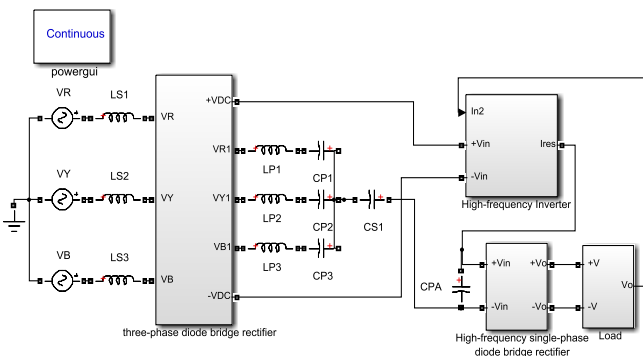 Continuous
powergui
VR
LS1
VR
+VDC
VR1
LP1
CP1
VY
LS2
VY
VY1
LP2
CP2
CS1
VB
LS3
VB
VB1
LP3
CP3
-VDC
three-phase diode bridge rectifier
In2
+Vin
Ires
-Vin
High-frequency Inverter
CPA
+Vin
+Vo
-Vin
-Vo
High-frequency single-phase
diode bridge rectifier
+V
Vo
-V
Load